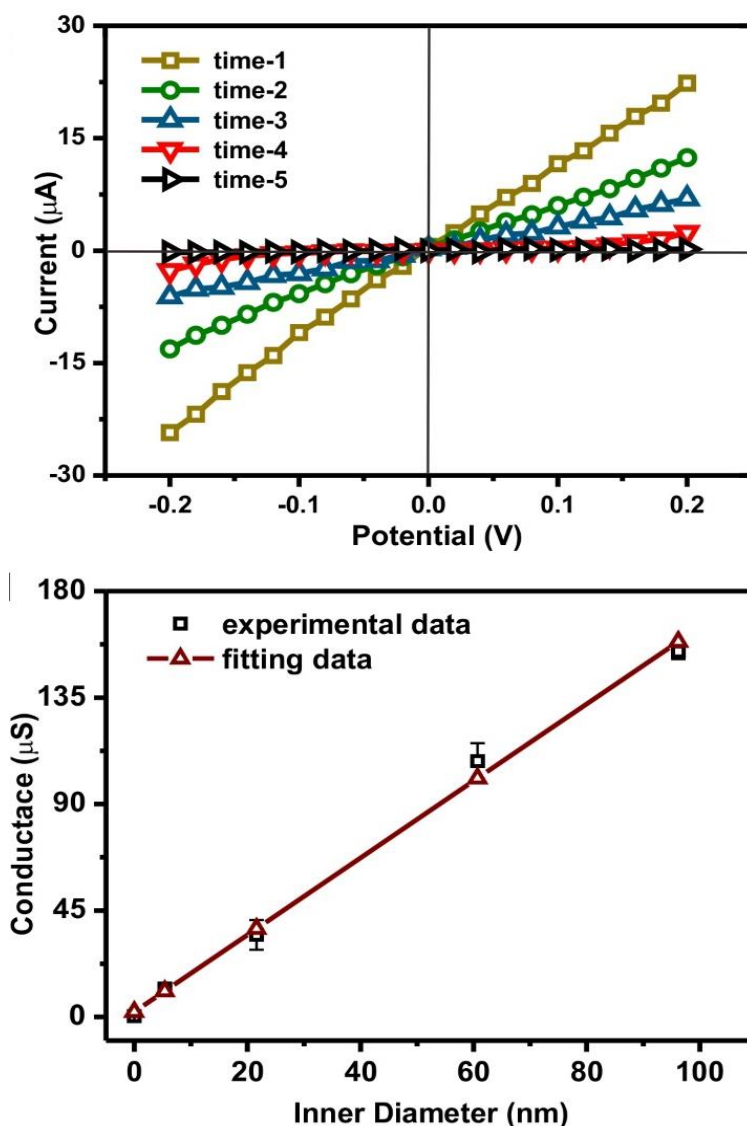 30
15
0
-15
-30
Current (μA)
time-1
time-2
time-3
time-4
time-5
-0.2 -0.1 0.0 0.1 0.2
Potential (V)
180
135
90
45
0
Conductace (μS)
experimental data
fitting data
0 20 40 60 80 100
Inner Diameter (nm)